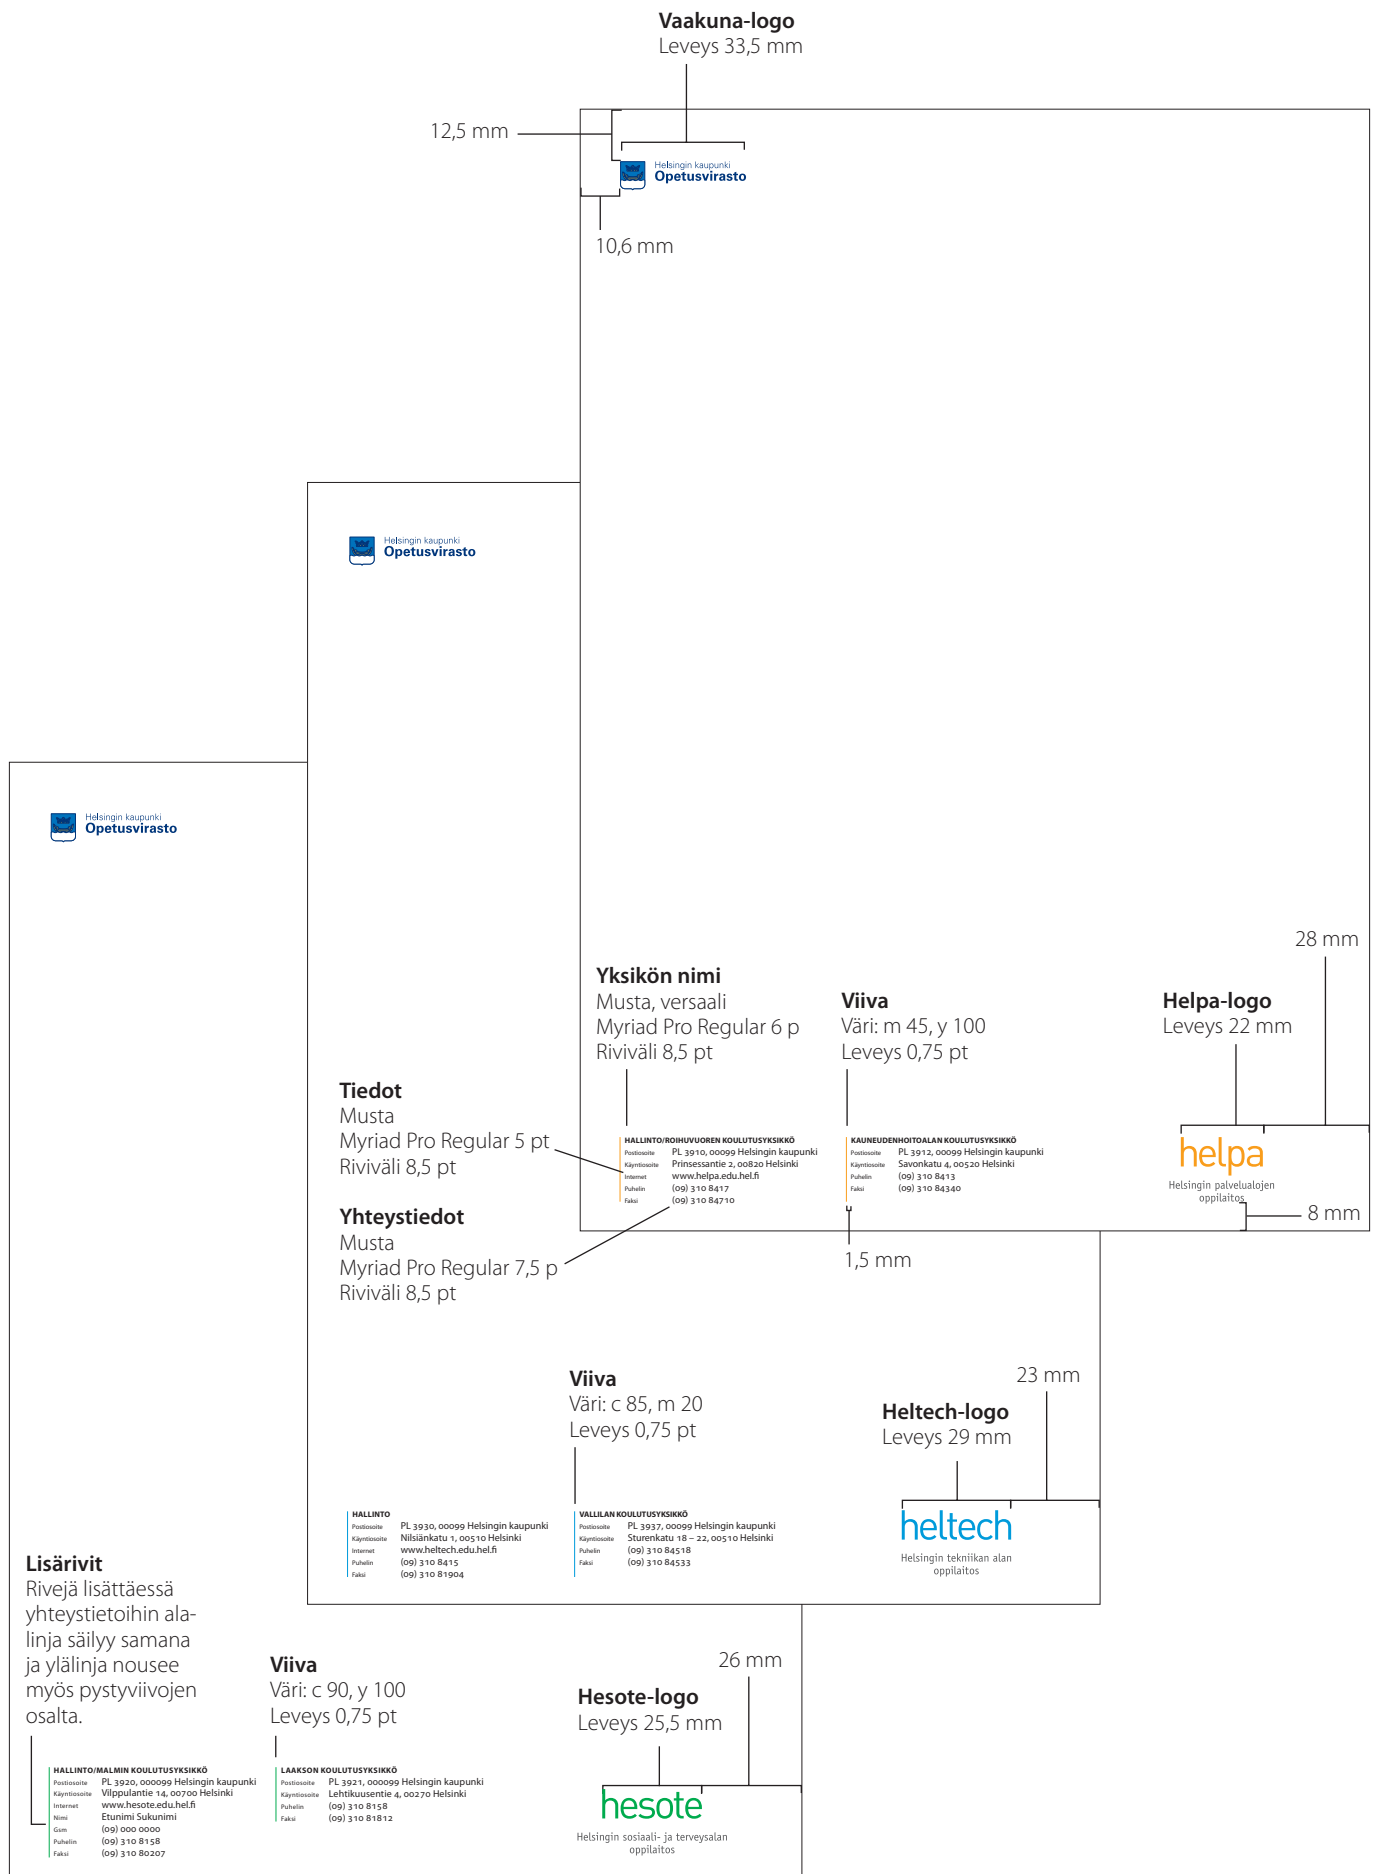 Vaakuna-logo
Leveys 33,5 mm
12,5 mm
Helsingin kaupunki
Opetusvirasto
10,6 mm
Helsingin kaupunki
Opetusvirasto
Helsingin kaupunki
Opetusvirasto
28 mm
Yksikön nimi
Musta, versaali
Myriad Pro Regular 6 p
Riviväli 8,5 pt
Viiva
Väri: m 45, y 100
Leveys 0,75 pt
Helpa-logo
Leveys 22 mm
Tiedot
Musta
Myriad Pro Regular 5 pt
Riviväli 8,5 pt
Yhteystiedot
Musta
Myriad Pro Regular 7,5 p
Riviväli 8,5 pt
HALLINTO/ROIHUVUOREN KOULUTUSYKSIKKÖ
Postiosoite PL 3910, 00099 Helsingin kaupunki
Käyntiosoite Prinsessantie 2, 00820 Helsinki
Internet www.helpa.edu.hel.fi
Puhelin (09) 310 8417
Faksi (09) 310 84710
KAUNEUDENHOITOALAN KOULUTUSYKSIKKÖ
Postiosoite PL 3912, 00099 Helsingin kaupunki
Käyntiosoite Savonkatu 4, 00520 Helsinki
Puhelin (09) 310 8413
Faksi (09) 310 84340
helpa
Helsingin palvelualojen
oppilaitos
8 mm
1,5 mm
Viiva
Väri: c 85, m 20
Leveys 0,75 pt
23 mm
Heltech-logo
Leveys 29 mm
HALLINTO
Postiosoite PL 3930, 00099 Helsingin kaupunki
Käyntiosoite Nilsiänkatu 1, 00510 Helsinki
Internet www.heltech.edu.hel.fi
Puhelin (09) 310 8415
Faksi (09) 310 81904
VALLILAN KOULUTUSYKSIKKÖ
Postiosoite PL 3937, 00099 Helsingin kaupunki
Käyntiosoite Sturenkatu 18 – 22, 00510 Helsinki
Puhelin (09) 310 84518
Faksi (09) 310 84533
heltech
Helsingin tekniikan alan
oppilaitos
Lisärivit
Rivejä lisättäessä
yhteystietoihin ala-
linja säilyy samana
ja ylälinja nousee
myös pystyviivojen
osalta.
Viiva
Väri: c 90, y 100
Leveys 0,75 pt
26 mm
Hesote-logo
Leveys 25,5 mm
HALLINTO/MALMIN KOULUTUSYKSIKKÖ
Postiosoite PL 3920, 000099 Helsingin kaupunki
Käyntiosoite Vilppulantie 14, 00700 Helsinki
Internet www.hesote.edu.hel.fi
Nimi Etunimi Sukunimi
Gsm (09) 000 0000
Puhelin (09) 310 8158
Faksi (09) 310 80207
LAAKSON KOULUTUSYKSIKKÖ
Postiosoite PL 3921, 000099 Helsingin kaupunki
Käyntiosoite Lehtikuusentie 4, 00270 Helsinki
Puhelin (09) 310 8158
Faksi (09) 310 81812
hesote
Helsingin sosiaali- ja terveysalan
oppilaitos